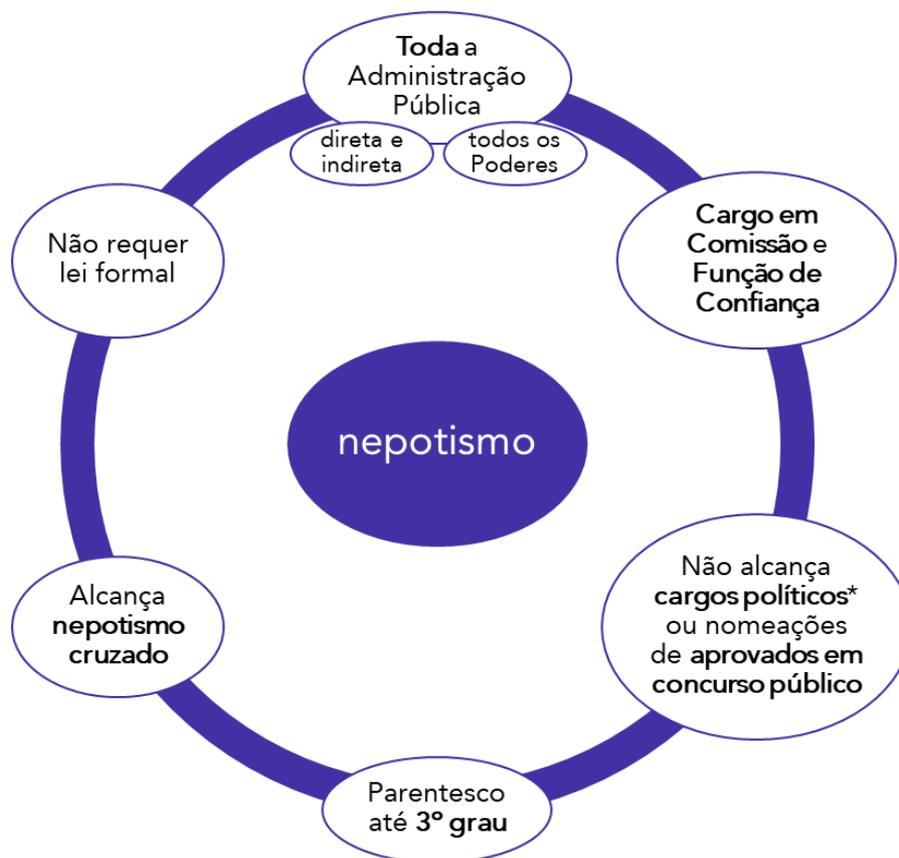 Toda a
Administração
Pública
direta e
indireta
todos os
Poderes
Cargo em
Comissão e
Função de
Confiança
Não alcança
cargos políticos*
ou nomeações
de aprovados em
concurso público
Parentesco
até 3º grau
Alcança
nepotismo
cruzado
Não requer
lei formal
nepotismo